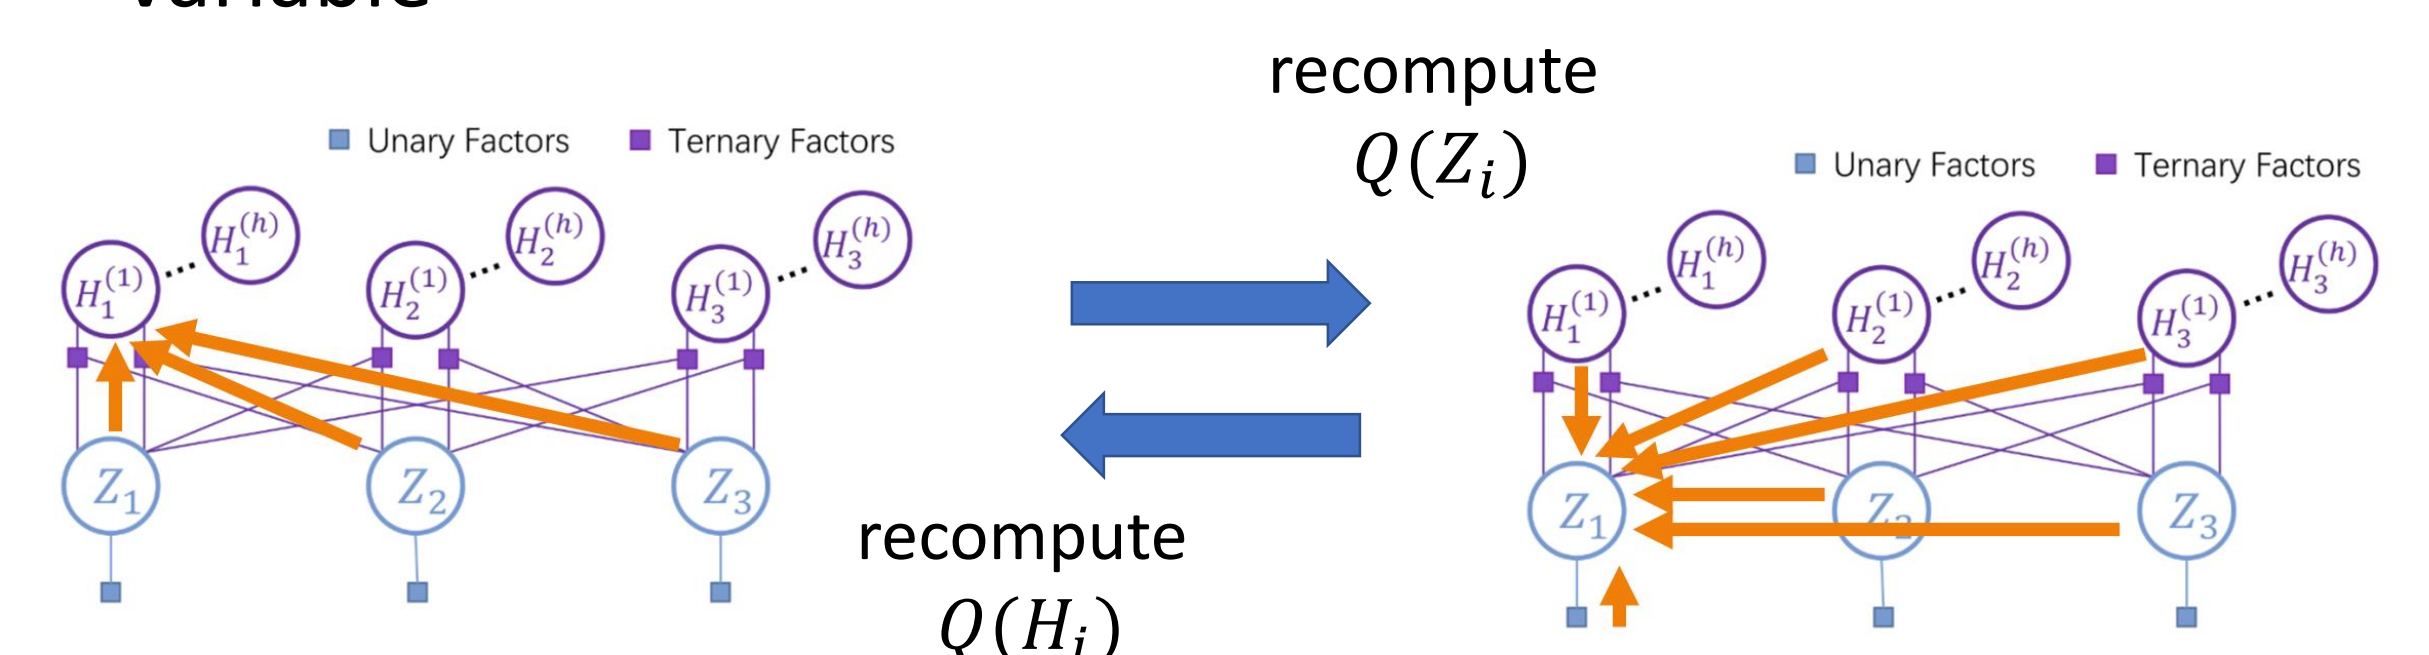 variable
recompute
Q(Z_i)
Unary Factors Ternary Factors
H_1^{(1)} H_1^{(h)} H_2^{(1)} H_2^{(h)} H_3^{(1)} H_3^{(h)}
Z_1 Z_2 Z_3
Unary Factors Ternary Factors
H_1^{(1)} H_1^{(h)} H_2^{(1)} H_2^{(h)} H_3^{(1)} H_3^{(h)}
Z_1 Z_2 Z_3
recompute
Q(H_i)